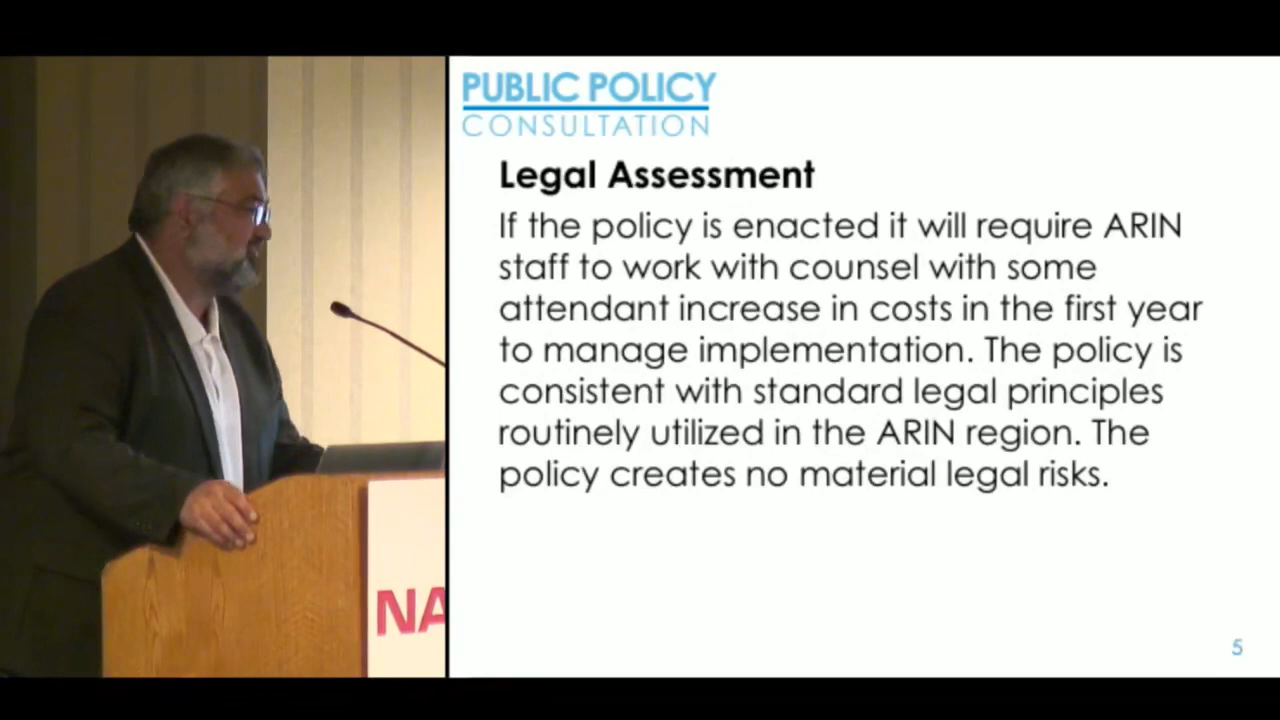 PUBLIC POLICY
CONSULTATION
Legal Assessment
If the policy is enacted it will require ARIN
staff to work with counsel with some
attendant increase in costs in the first year
to manage implementation. The policy is
consistent with standard legal principles
routinely utilized in the ARIN region. The
policy creates no material legal risks.
NA
5